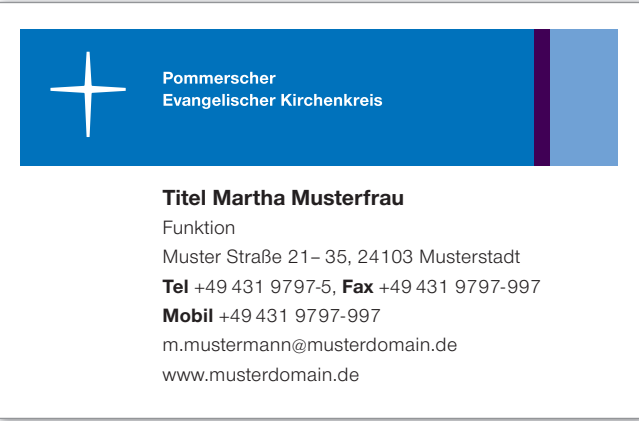 Pommerscher
Evangelischer Kirchenkreis
Titel Martha Musterfrau
Funktion
Muster Straße 21– 35, 24103 Musterstadt
Tel +49 431 9797-5, Fax +49 431 9797-997
Mobil +49 431 9797-997
m.mustermann@musterdomain.de
www.musterdomain.de